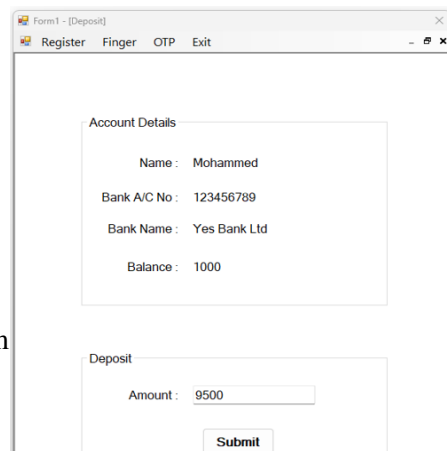 Form1 - [Deposit]
Register Finger OTP Exit
Account Details
Name : Mohammed
Bank A/C No : 123456789
Bank Name : Yes Bank Ltd
Balance : 1000
n
Deposit
Amount : 9500
Submit